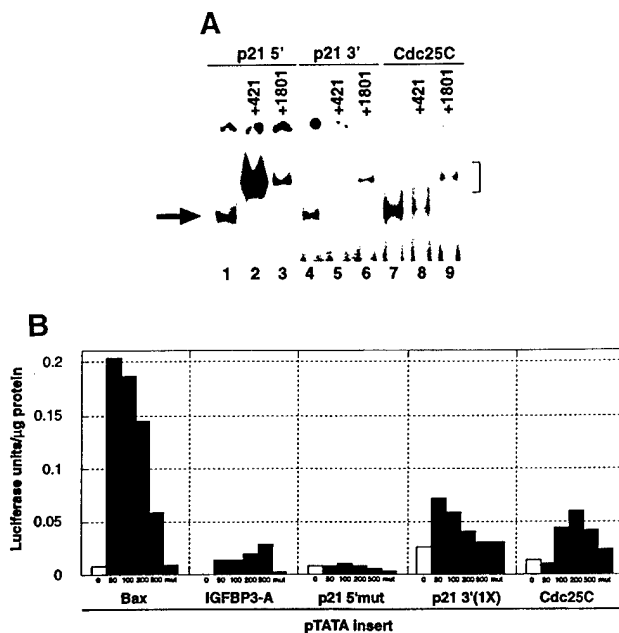 A
p21 5' p21 3' Cdc25C
+421 +1801 +421 +1801 +421 +1801
1 2 3 4 5 6 7 8 9
B
Luciferase units/µg protein
0.2
0.15
0.1
0.05
0
0 50 100 200 500 mut 0 50 100 200 500 mut 0 50 100 200 500 mut 0 50 100 200 500 mut 0 50 100 200 500 mut
Bax IGFBP3-A p21 5'mut p21 3'(1X) Cdc25C
pTATA insert